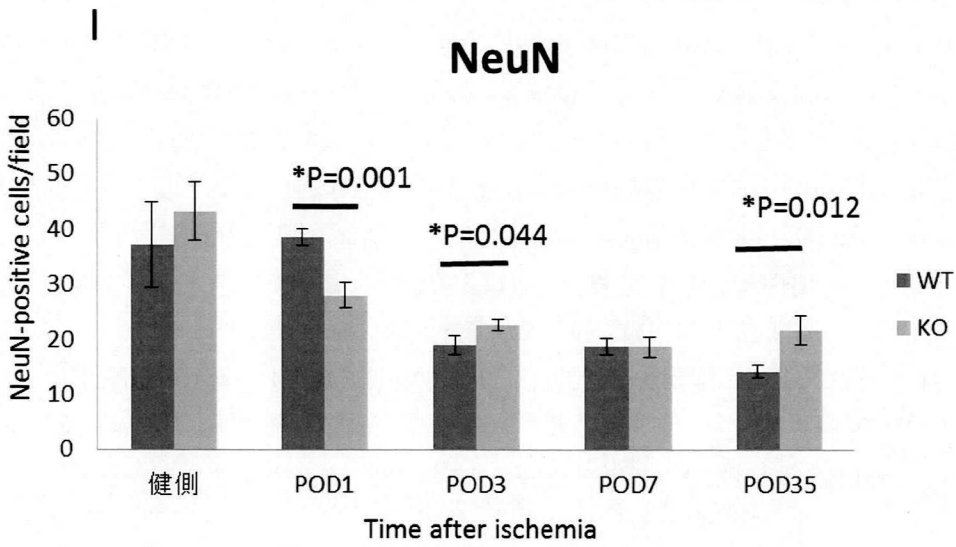 I
NeuN
NeuN-positive cells/field
60
50
40
30
20
10
0
*P=0.001
*P=0.044
*P=0.012
WT
KO
健側
POD1
POD3
POD7
POD35
Time after ischemia